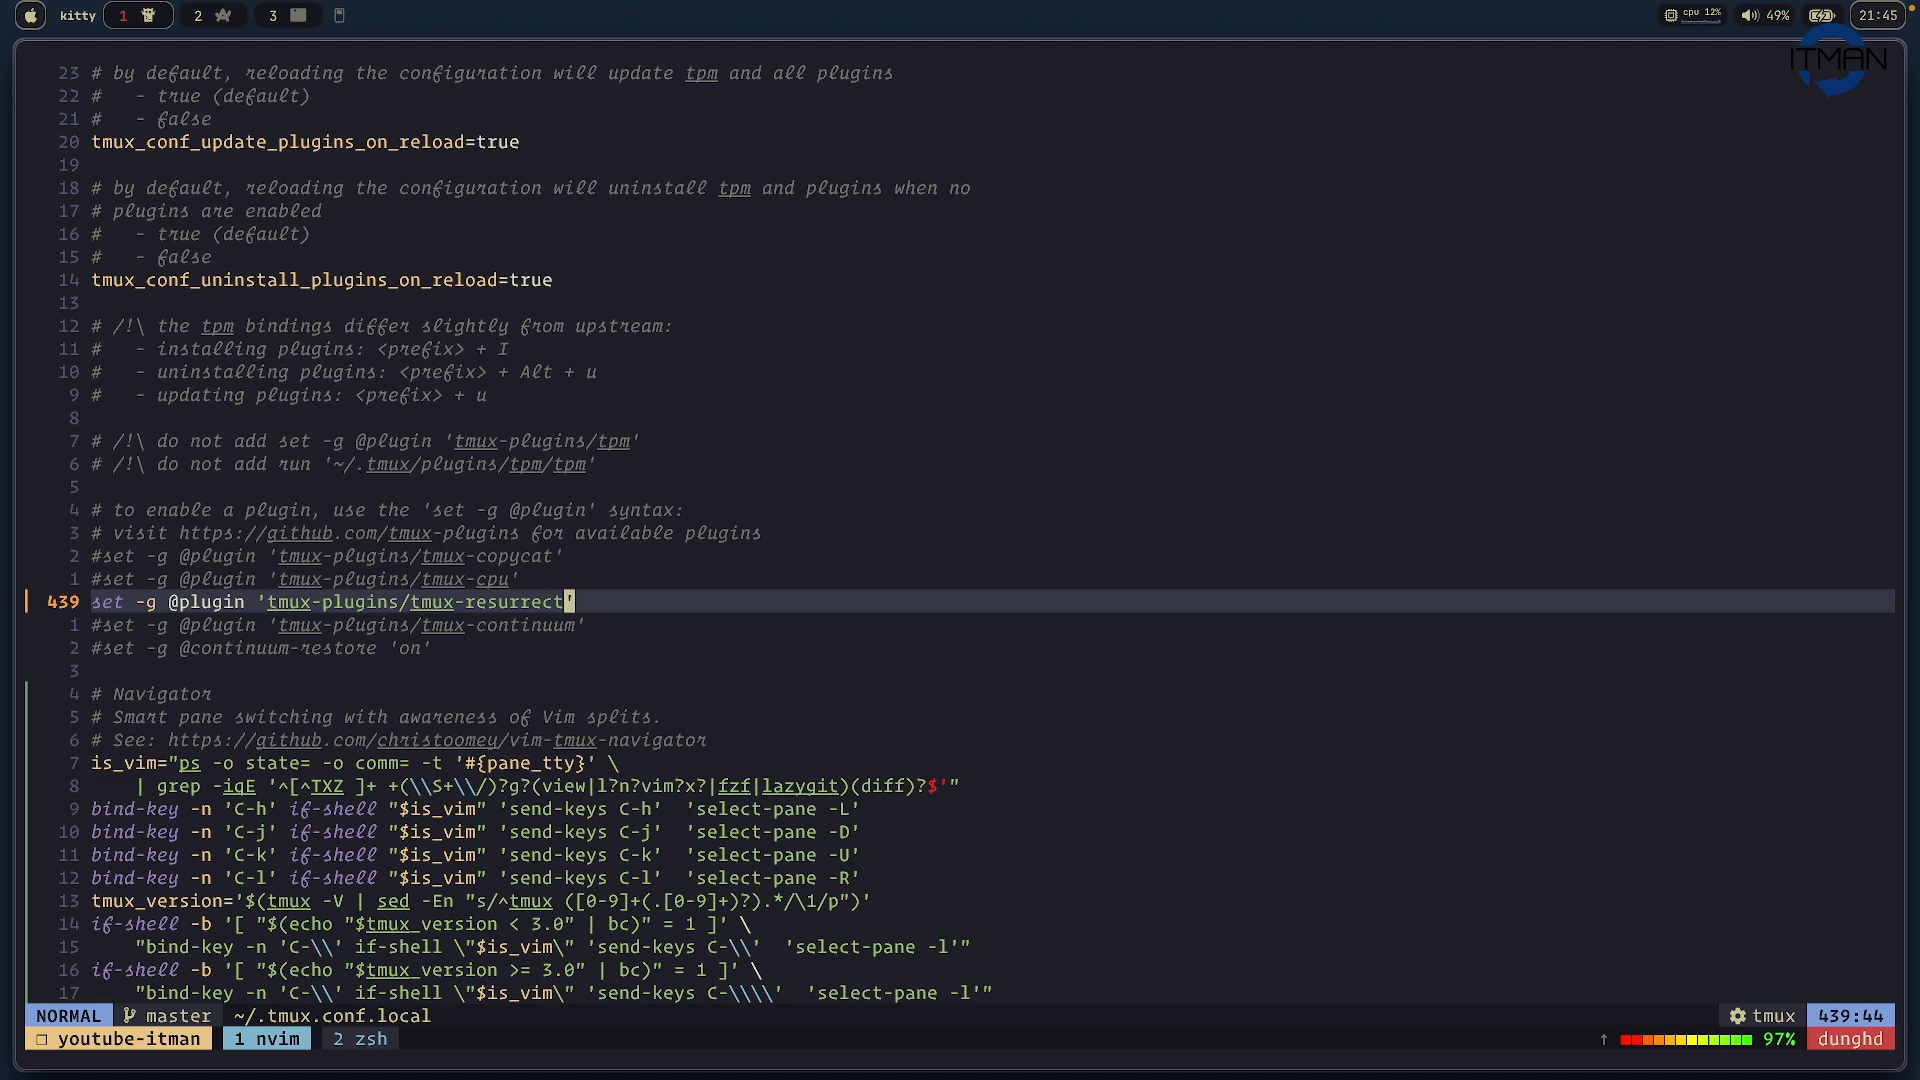 kitty 1 2 3 cpu 12% 49% 21:45
ITMAN
23 # by default, reloading the configuration will update tpm and all plugins
22 #   - true (default)
21 #   - false
20 tmux_conf_update_plugins_on_reload=true
19
18 # by default, reloading the configuration will uninstall tpm and plugins when no
17 # plugins are enabled
16 #   - true (default)
15 #   - false
14 tmux_conf_uninstall_plugins_on_reload=true
13
12 # /!\ the tpm bindings differ slightly from upstream:
11 #   - installing plugins: <prefix> + I
10 #   - uninstalling plugins: <prefix> + Alt + u
9 #   - updating plugins: <prefix> + u
8
7 # /!\ do not add set -g @plugin 'tmux-plugins/tpm'
6 # /!\ do not add run '~/.tmux/plugins/tpm/tpm'
5
4 # to enable a plugin, use the 'set -g @plugin' syntax:
3 # visit https://github.com/tmux-plugins for available plugins
2 #set -g @plugin 'tmux-plugins/tmux-copycat'
1 #set -g @plugin 'tmux-plugins/tmux-cpu'
439 set -g @plugin 'tmux-plugins/tmux-resurrect'
1 #set -g @plugin 'tmux-plugins/tmux-continuum'
2 #set -g @continuum-restore 'on'
3
4 # Navigator
5 # Smart pane switching with awareness of Vim splits.
6 # See: https://github.com/christoomey/vim-tmux-navigator
7 is_vim="ps -o state= -o comm= -t '#{pane_tty}' \
8     | grep -iqE '^[^TXZ ]+ +(\\S+\\/)?g?(view|l?n?vim?x?|fzf|lazygit)(diff)?$'"
9 bind-key -n 'C-h' if-shell "$is_vim" 'send-keys C-h'  'select-pane -L'
10 bind-key -n 'C-j' if-shell "$is_vim" 'send-keys C-j'  'select-pane -D'
11 bind-key -n 'C-k' if-shell "$is_vim" 'send-keys C-k'  'select-pane -U'
12 bind-key -n 'C-l' if-shell "$is_vim" 'send-keys C-l'  'select-pane -R'
13 tmux_version='$(tmux -V | sed -En "s/^tmux ([0-9]+(.[0-9]+)?).*/\1/p")'
14 if-shell -b '[ "$(echo "$tmux_version < 3.0" | bc)" = 1 ]' \
15     "bind-key -n 'C-\\' if-shell \"$is_vim\" 'send-keys C-\\'  'select-pane -l'"
16 if-shell -b '[ "$(echo "$tmux_version >= 3.0" | bc)" = 1 ]' \
17     "bind-key -n 'C-\\' if-shell \"$is_vim\" 'send-keys C-\\\\'  'select-pane -l'"
NORMAL master ~/.tmux.conf.local tmux 439:44
youtube-itman 1 nvim 2 zsh ↑ 97% dunghd